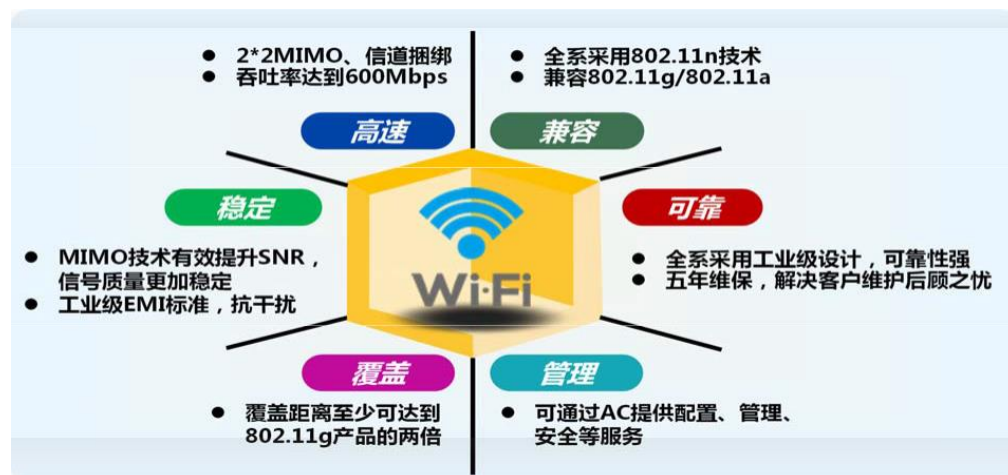 ● 2*2MIMO、信道捆绑
● 吞吐率达到600Mbps
高速
● 全系采用802.11n技术
● 兼容802.11g/802.11a
兼容
稳定
● MIMO技术有效提升SNR，
信号质量更加稳定
● 工业级EMI标准，抗干扰
Wi·Fi
可靠
● 全系采用工业级设计，可靠性强
● 五年维保，解决客户维护后顾之忧
覆盖
● 覆盖距离至少可达到
802.11g产品的两倍
管理
● 可通过AC提供配置、管理、
安全等服务